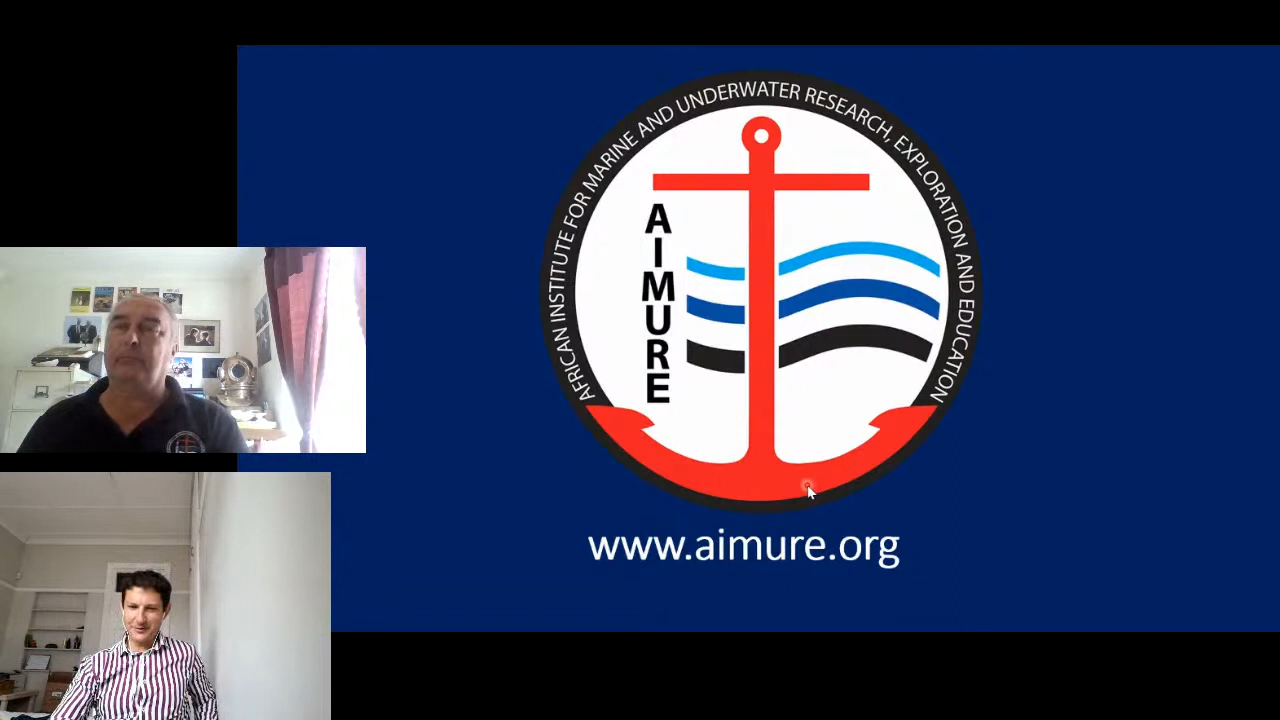 AFRICAN INSTITUTE FOR MARINE AND UNDERWATER RESEARCH, EXPLORATION AND EDUCATION
AIMURE
www.aimure.org